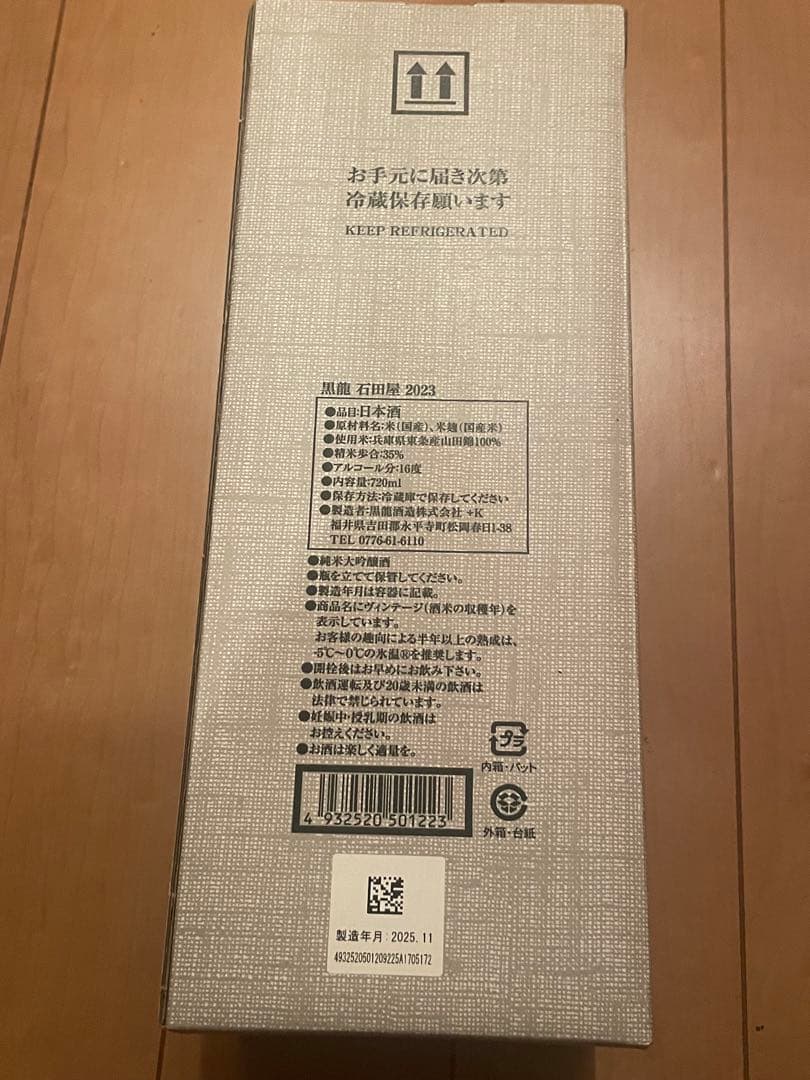 お手元に届き次第
冷蔵保存願います
KEEP REFRIGERATED
黒龍 石田屋 2023
●品目:日本酒
●原材料名:米(国産)、米麹(国産米)
●使用米:兵庫県東条産山田錦100%
●精米歩合:35%
●アルコール分:16度
●内容量:720ml
●保存方法:冷蔵庫で保存してください
●製造者:黒龍酒造株式会社 +K
福井県吉田郡永平寺町松岡春日1-38
TEL 0776-61-6110
●純米大吟醸酒
●瓶を立てて保管してください。
●製造年月は容器に記載。
●商品名にヴィンテージ(酒米の収穫年)を
表示しています。
お客様の趣向による半年以上の熟成は、
-5℃〜0℃の氷温®を推奨します。
●開栓後はお早めにお飲み下さい。
●飲酒運転及び20歳未満の飲酒は
法律で禁じられています。
●妊娠中・授乳期の飲酒は
お控えください。
●お酒は楽しく適量を。
プラ
内箱・パット
外箱・台紙
4 932520 501223
製造年月:2025.11
4932520501209225A1705172